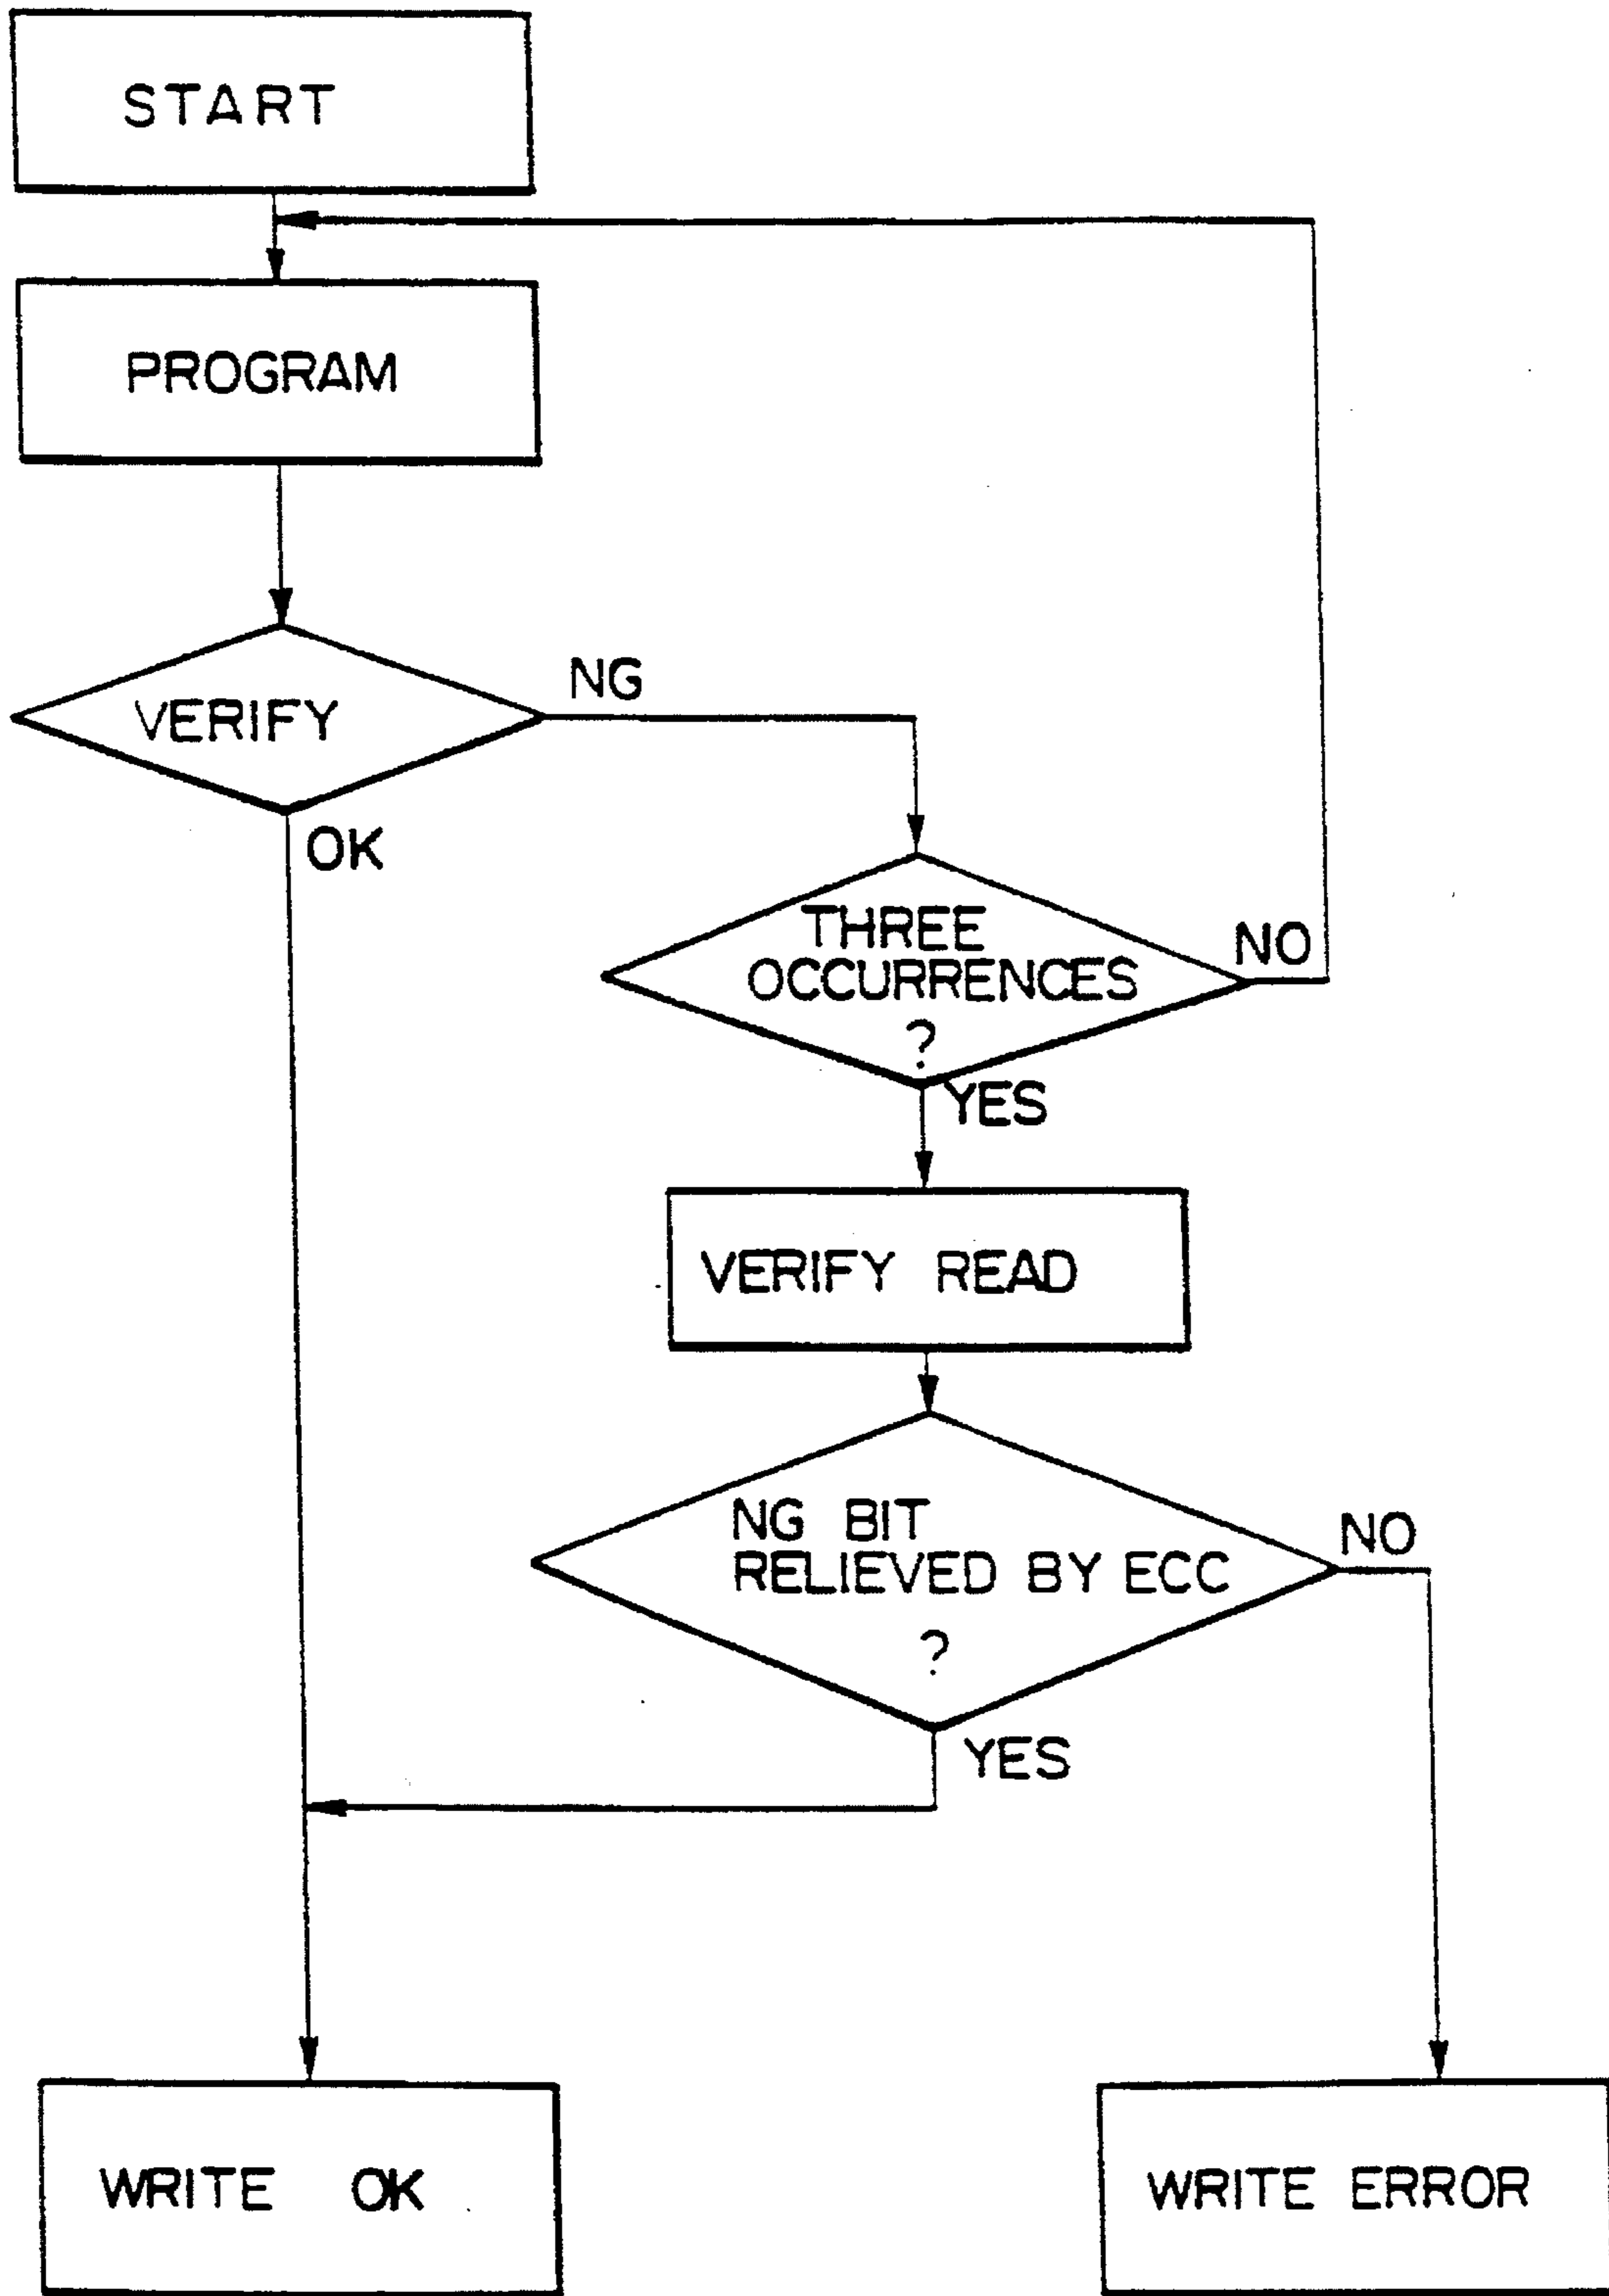 START
PROGRAM
VERIFY
NG
OK
THREE
OCCURRENCES
?
NO
YES
VERIFY READ
NG BIT
RELIEVED BY ECC
?
NO
YES
WRITE OK
WRITE ERROR